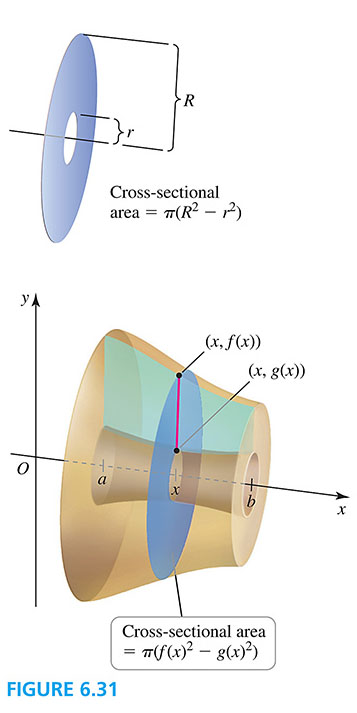 R
r
Cross-sectional
area = π(R² − r²)
y
(x, f(x))
(x, g(x))
O
a
x
b
x
Cross-sectional area
= π(f(x)² − g(x)²)
FIGURE 6.31